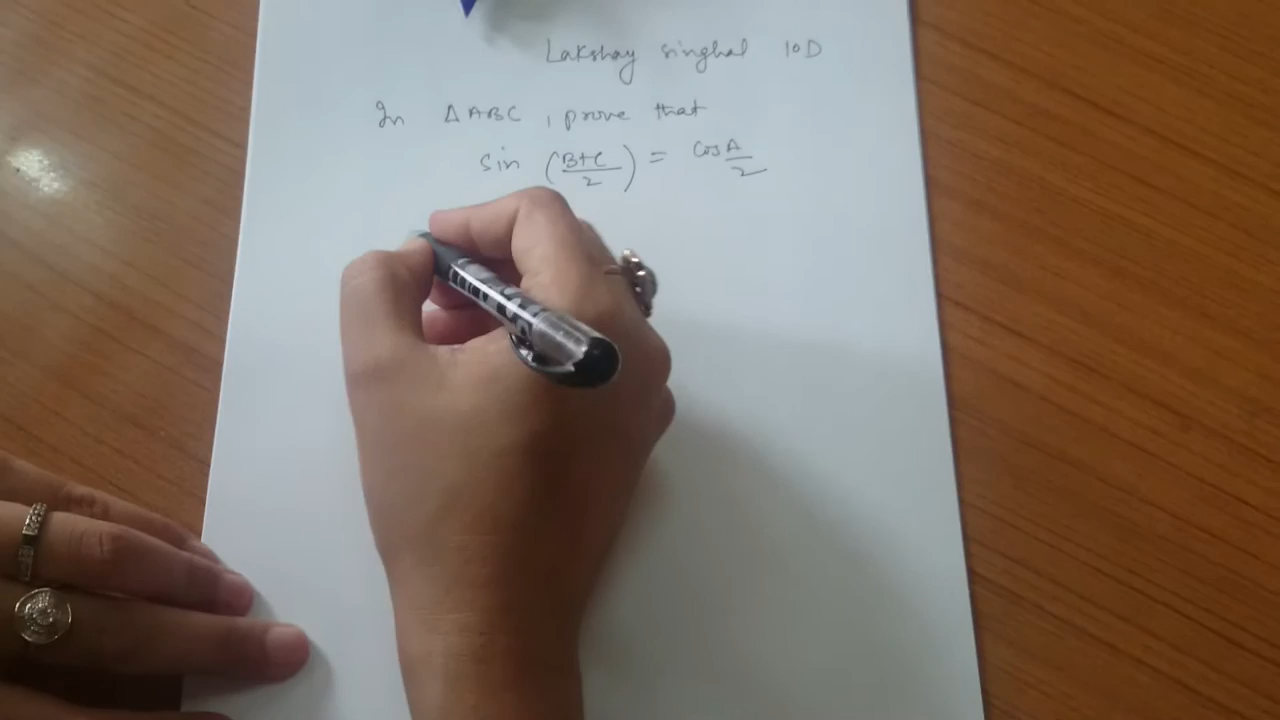 Lakshay singhal 10D
In ΔABC, prove that
sin (B+C/2) = cos A/2